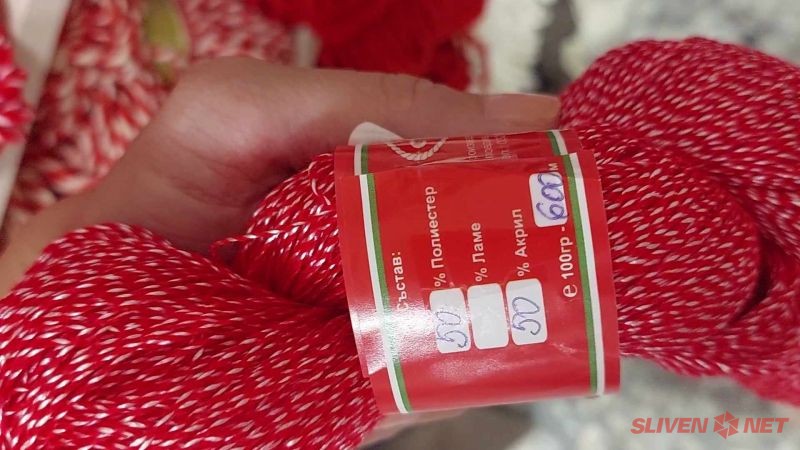 Състав:
50 % Полиестер
% Ламе
50 % Акрил
e 100гр - 600 м
SLIVEN NET